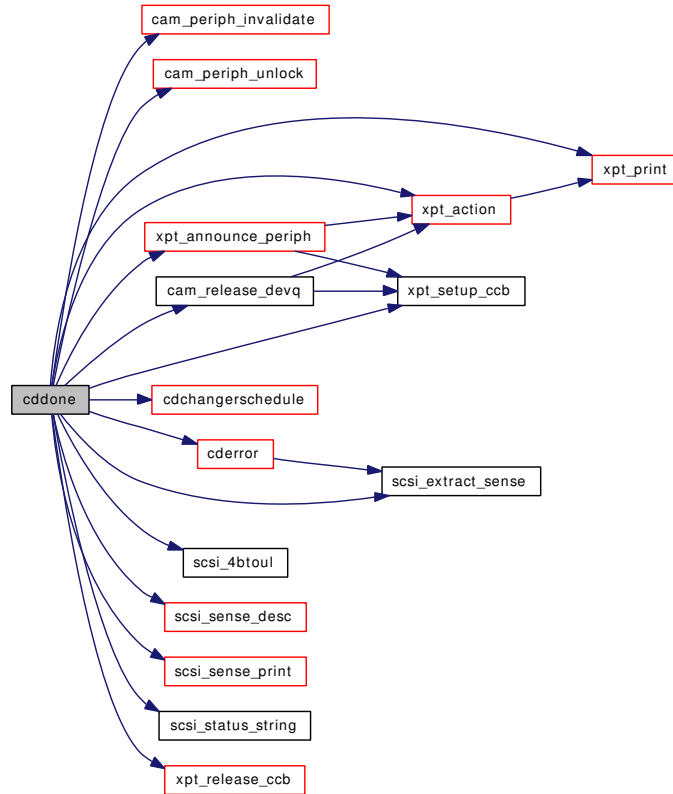 cam_periph_invalidate
cam_periph_unlock
xpt_print
xpt_action
xpt_announce_periph
cam_release_devq
xpt_setup_ccb
cddone
cdchangerschedule
cderror
scsi_extract_sense
scsi_4btoul
scsi_sense_desc
scsi_sense_print
scsi_status_string
xpt_release_ccb